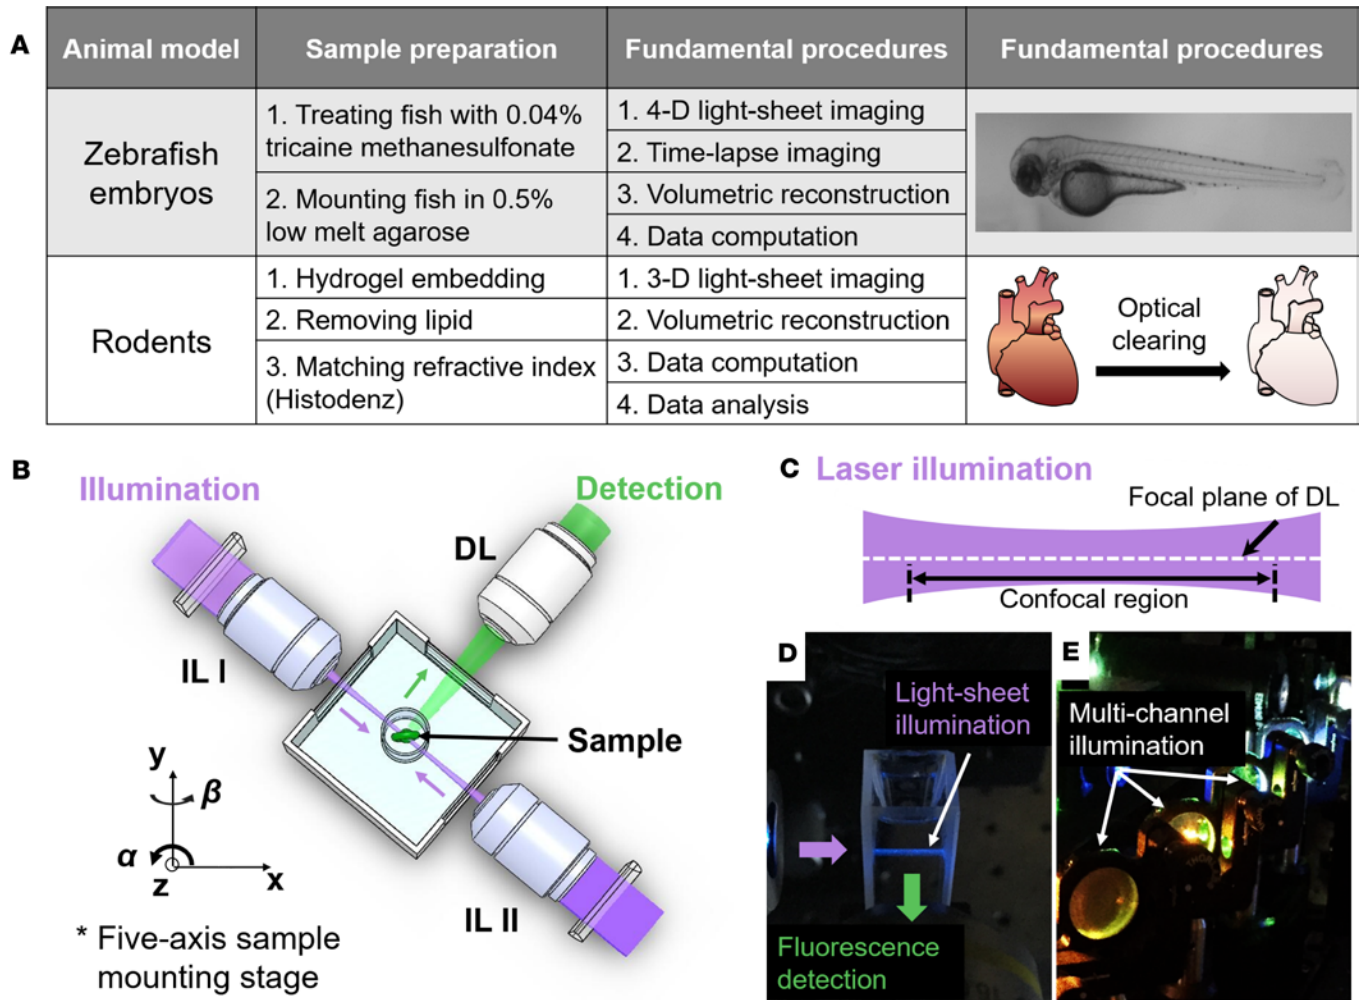 A
Animal model
Sample preparation
Fundamental procedures
Fundamental procedures
Zebrafish
embryos
1. Treating fish with 0.04%
tricaine methanesulfonate
2. Mounting fish in 0.5%
low melt agarose
1. 4-D light-sheet imaging
2. Time-lapse imaging
3. Volumetric reconstruction
4. Data computation
Rodents
1. Hydrogel embedding
2. Removing lipid
3. Matching refractive index
(Histodenz)
1. 3-D light-sheet imaging
2. Volumetric reconstruction
3. Data computation
4. Data analysis
Optical
clearing
B
Illumination
Detection
DL
IL I
Sample
IL II
y
β
α
z
x
* Five-axis sample
mounting stage
C
Laser illumination
Focal plane of DL
Confocal region
D
Light-sheet
illumination
Fluorescence
detection
E
Multi-channel
illumination